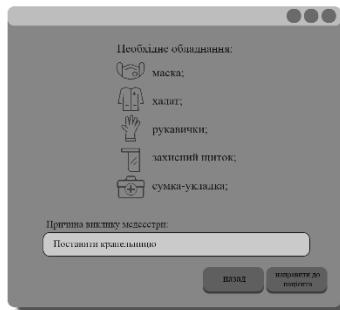 Необхідне обладнання:
маска;
халат;
рукавички;
захисний щиток;
сумка-укладка;
Причина виклику медсестри:
Поставити крапельницю
назад
направити до
пацієнта